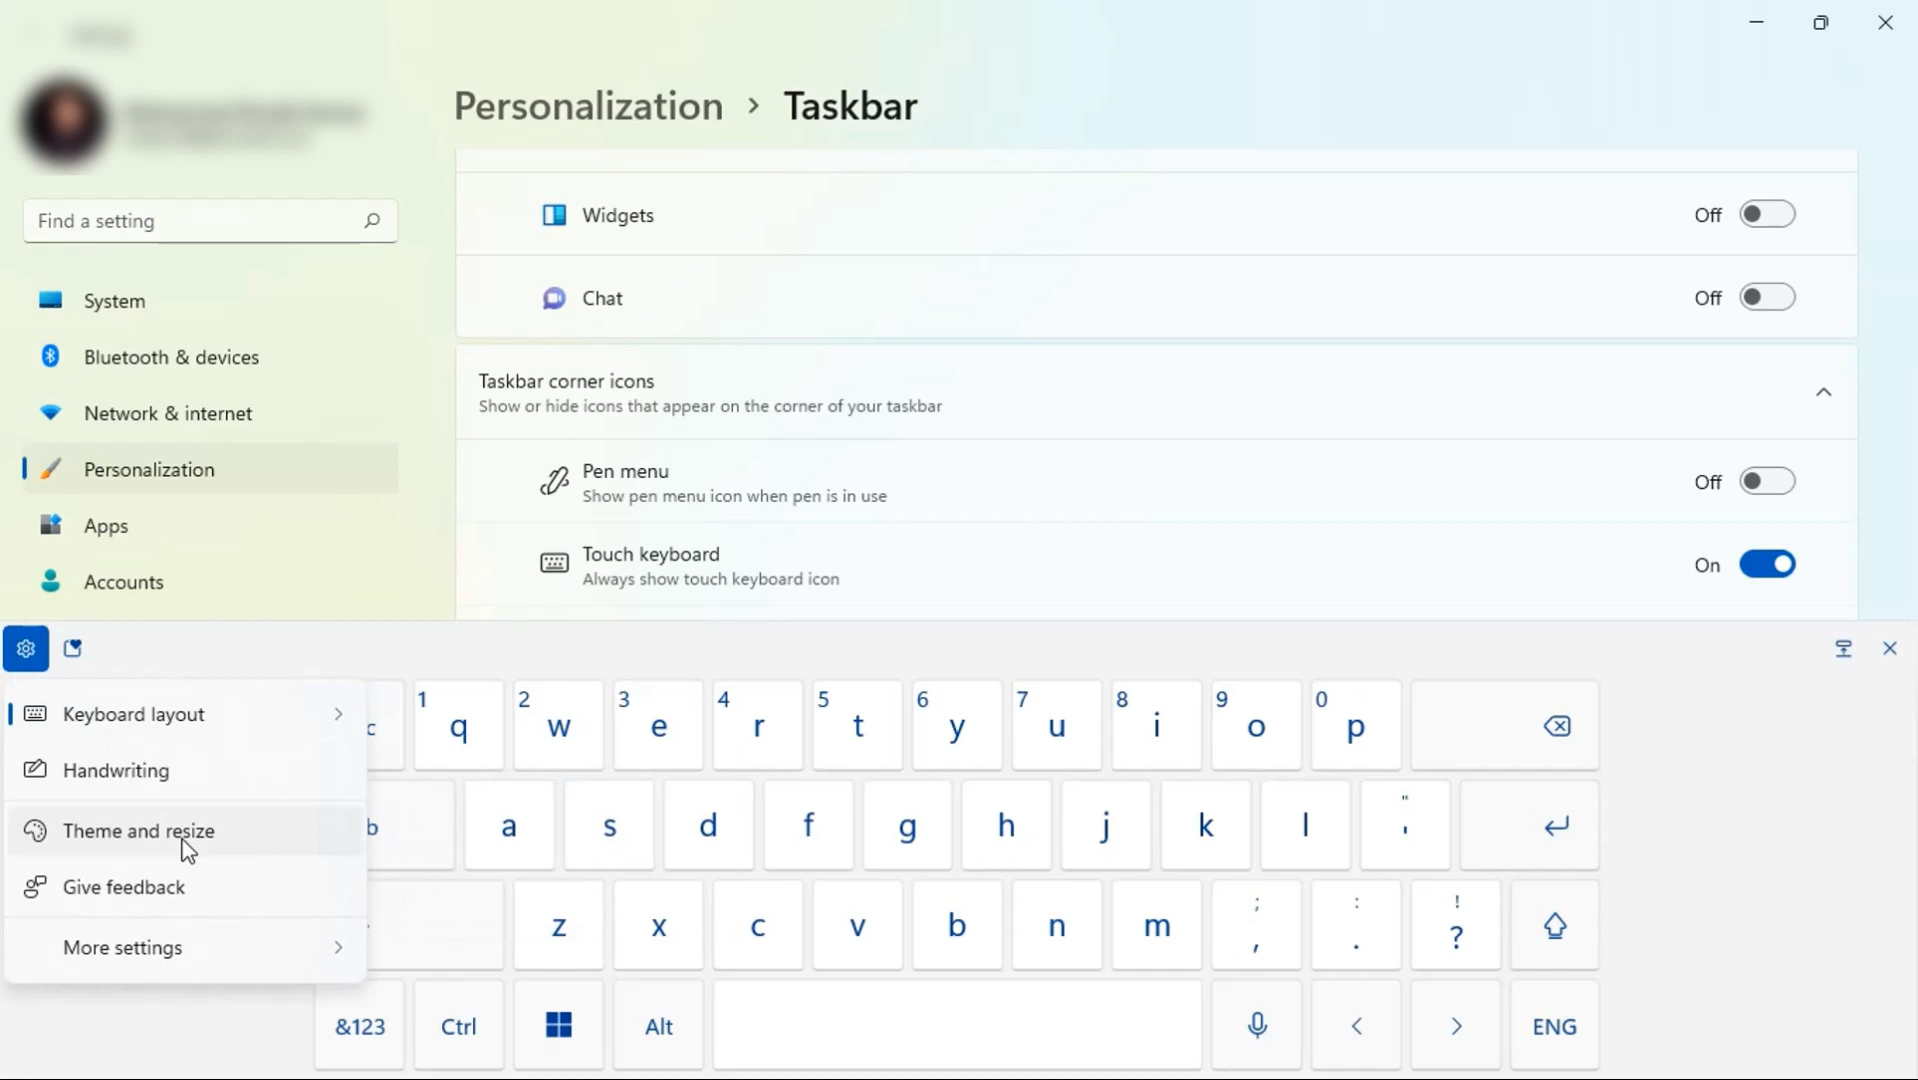 Personalization > Taskbar
Find a setting
System
Bluetooth & devices
Network & internet
Personalization
Apps
Accounts
Widgets
Off
Chat
Off
Taskbar corner icons
Show or hide icons that appear on the corner of your taskbar
Pen menu
Show pen menu icon when pen is in use
Off
Touch keyboard
Always show touch keyboard icon
On
Keyboard layout
Handwriting
Theme and resize
Give feedback
More settings
c 1 q 2 w 3 e 4 r 5 t 6 y 7 u 8 i 9 o 0 p
b a s d f g h j k l " '
z x c v b n m ; , : . ! ?
&123 Ctrl Alt < > ENG